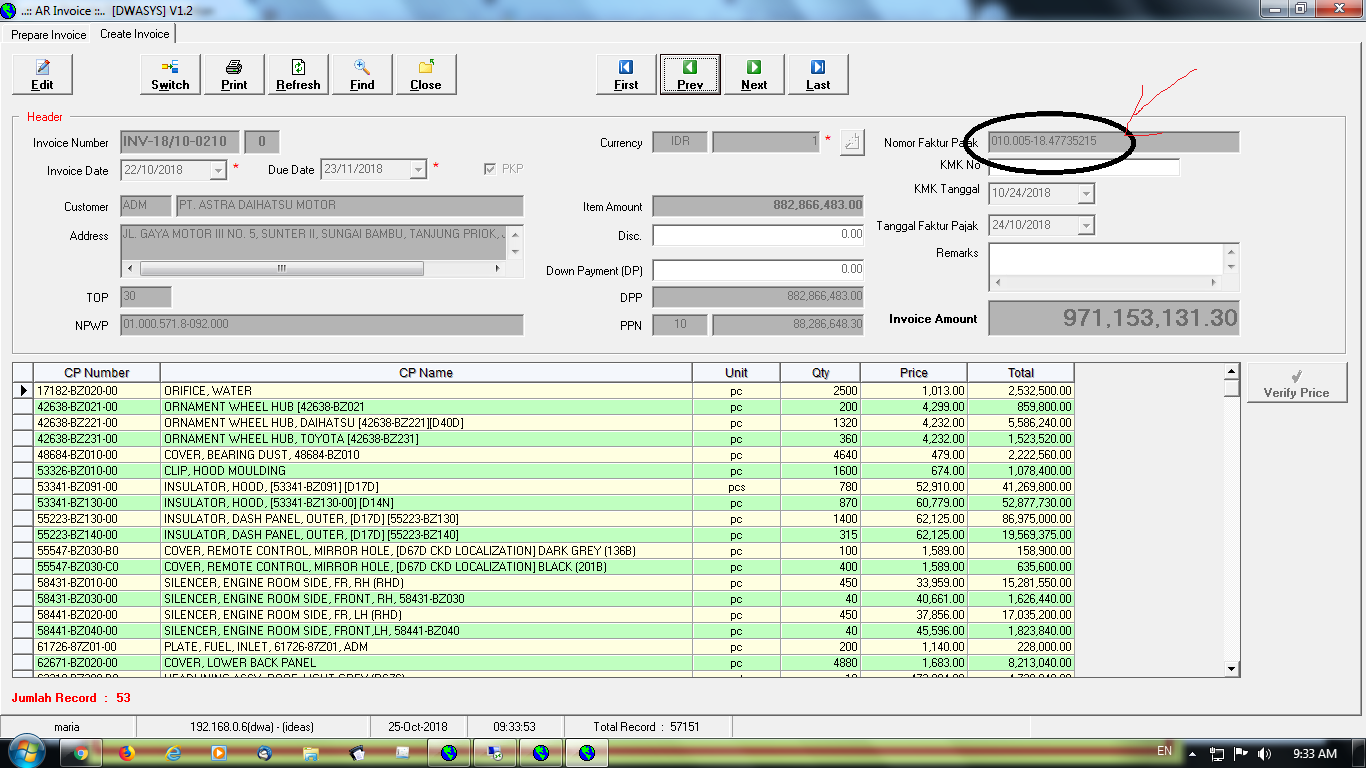 ..:: AR Invoice ::.. [DWASYS] V1.2
Prepare Invoice Create Invoice
Edit Switch Print Refresh Find Close First Prev Next Last
Header
Invoice Number INV-18/10-0210 0 Currency IDR 1 * Nomor Faktur Pajak 010.005-18.47735215
KMK No
Invoice Date 22/10/2018 * Due Date 23/11/2018 * PKP
KMK Tanggal 10/24/2018
Customer ADM PT. ASTRA DAIHATSU MOTOR Item Amount 882,866,483.00
Tanggal Faktur Pajak 24/10/2018
Address JL. GAYA MOTOR III NO. 5, SUNTER II, SUNGAI BAMBU, TANJUNG PRIOK, Disc. 0.00
Remarks
Down Payment (DP) 0.00
TOP 30 DPP 882,866,483.00
Invoice Amount 971,153,131.30
NPWP 01.000.571.8-092.000 PPN 10 88,286,648.30
CP Number CP Name Unit Qty Price Total
17182-BZ020-00 ORIFICE, WATER pc 2500 1,013.00 2,532,500.00
42638-BZ021-00 ORNAMENT WHEEL HUB [42638-BZ021 pc 200 4,299.00 859,800.00
42638-BZ221-00 ORNAMENT WHEEL HUB, DAIHATSU [42638-BZ221][D40D] pc 1320 4,232.00 5,586,240.00
42638-BZ231-00 ORNAMENT WHEEL HUB, TOYOTA [42638-BZ231] pc 360 4,232.00 1,523,520.00
48684-BZ010-00 COVER, BEARING DUST, 48684-BZ010 pc 4640 479.00 2,222,560.00
53326-BZ010-00 CLIP, HOOD MOULDING pc 1600 674.00 1,078,400.00
53341-BZ091-00 INSULATOR, HOOD, [53341-BZ091] [D17D] pcs 780 52,910.00 41,269,800.00
53341-BZ130-00 INSULATOR, HOOD, [53341-BZ130-00] [D14N] pc 870 60,779.00 52,877,730.00
55223-BZ130-00 INSULATOR, DASH PANEL, OUTER, [D17D] [55223-BZ130] pc 1400 62,125.00 86,975,000.00
55223-BZ140-00 INSULATOR, DASH PANEL, OUTER, [D17D] [55223-BZ140] pc 315 62,125.00 19,569,375.00
55547-BZ030-B0 COVER, REMOTE CONTROL, MIRROR HOLE, [D67D CKD LOCALIZATION] DARK GREY (136B) pc 100 1,589.00 158,900.00
55547-BZ030-C0 COVER, REMOTE CONTROL, MIRROR HOLE, [D67D CKD LOCALIZATION] BLACK (201B) pc 400 1,589.00 635,600.00
58431-BZ010-00 SILENCER, ENGINE ROOM SIDE, FR, RH (RHD) pc 450 33,959.00 15,281,550.00
58431-BZ030-00 SILENCER, ENGINE ROOM SIDE, FRONT, RH, 58431-BZ030 pc 40 40,661.00 1,626,440.00
58441-BZ020-00 SILENCER, ENGINE ROOM SIDE, FR, LH (RHD) pc 450 37,856.00 17,035,200.00
58441-BZ040-00 SILENCER, ENGINE ROOM SIDE, FRONT,LH, 58441-BZ040 pc 40 45,596.00 1,823,840.00
61726-87Z01-00 PLATE, FUEL, INLET, 61726-87Z01, ADM pc 200 1,140.00 228,000.00
62671-BZ020-00 COVER, LOWER BACK PANEL pc 4880 1,683.00 8,213,040.00
Verify Price
Jumlah Record : 53
maria 192.168.0.6(dwa) - (ideas) 25-Oct-2018 09:33:53 Total Record : 57151
EN 9:33 AM